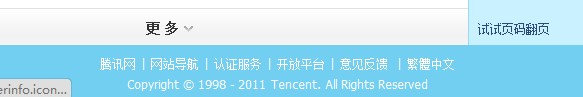 更多
试试页码翻页
腾讯网 | 网站导航 | 认证服务 | 开放平台 | 意见反馈 | 繁體中文
Copyright © 1998 - 2011 Tencent. All Rights Reserved
erinfo.icon...